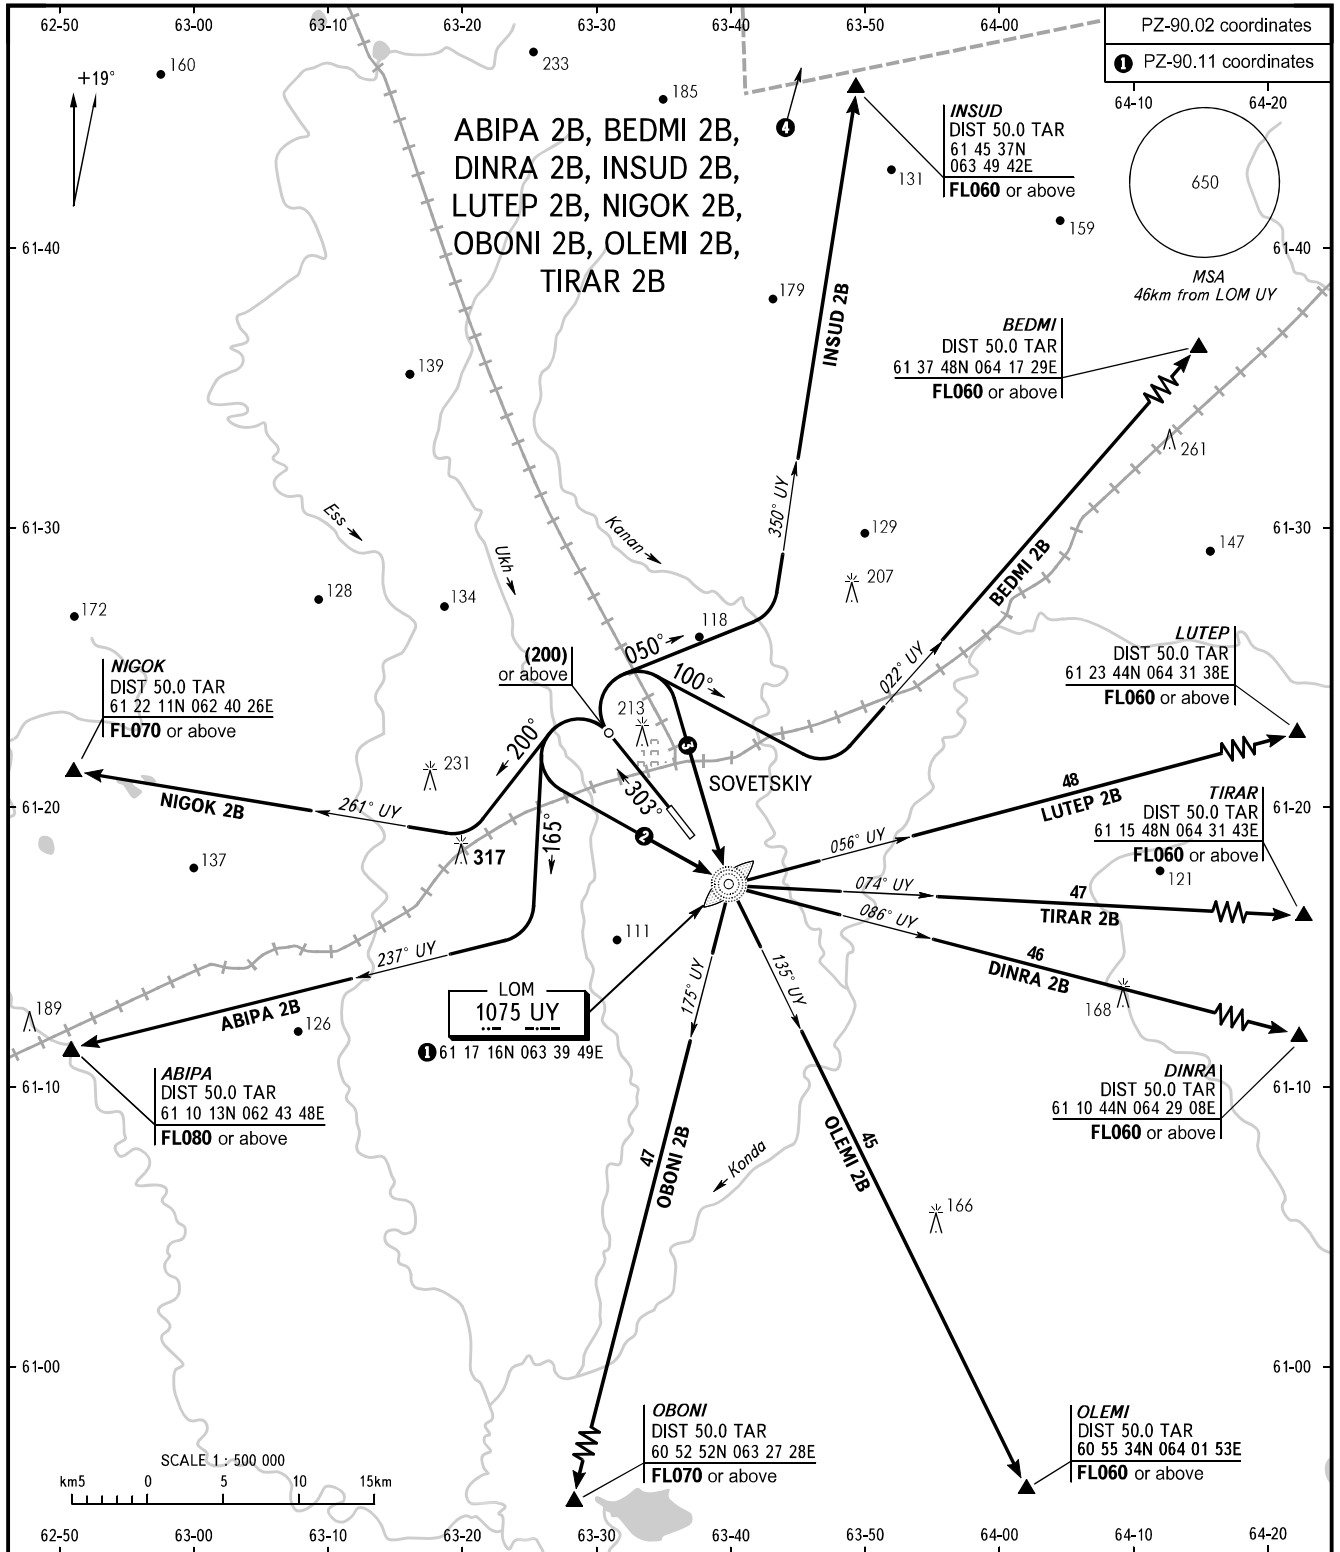 62-50
63-00
63-10
63-20
63-30
63-40
63-50
64-00
PZ-90.02 coordinates
1 PZ-90.11 coordinates
64-10
64-20
+19°
160
233
185
4
ABIPA 2B, BEDMI 2B,
DINRA 2B, INSUD 2B,
LUTEP 2B, NIGOK 2B,
OBONI 2B, OLEMI 2B,
TIRAR 2B
INSUD
DIST 50.0 TAR
61 45 37N
063 49 42E
FL060 or above
131
159
650
MSA
46km from LOM UY
61-40
61-40
179
139
INSUD 2B
BEDMI
DIST 50.0 TAR
61 37 48N 064 17 29E
FL060 or above
261
61-30
61-30
Ess
Ukh
Kanan
350° UY
129
147
207
BEDMI 2B
172
128
134
118
(200)
or above
050°
100°
022° UY
NIGOK
DIST 50.0 TAR
61 22 11N 062 40 26E
FL070 or above
LUTEP
DIST 50.0 TAR
61 23 44N 064 31 38E
FL060 or above
213
3
200°
231
SOVETSKIY
303°
61-20
61-20
NIGOK 2B
261° UY
48
LUTEP 2B
TIRAR
DIST 50.0 TAR
61 15 48N 064 31 43E
FL060 or above
165°
2
317
137
056° UY
074° UY
086° UY
47
TIRAR 2B
121
111
46
DINRA 2B
237° UY
175° UY
135° UY
168
189
ABIPA 2B
126
LOM
1075 UY
1 61 17 16N 063 39 49E
ABIPA
DIST 50.0 TAR
61 10 13N 062 43 48E
FL080 or above
DINRA
DIST 50.0 TAR
61 10 44N 064 29 08E
FL060 or above
61-10
61-10
47
OBONI 2B
45
OLEMI 2B
Konda
166
61-00
61-00
OBONI
DIST 50.0 TAR
60 52 52N 063 27 28E
FL070 or above
OLEMI
DIST 50.0 TAR
60 55 34N 064 01 53E
FL060 or above
SCALE 1 : 500 000
km5 0 5 10 15km
62-50
63-00
63-10
63-20
63-30
63-40
63-50
64-00
64-10
64-20